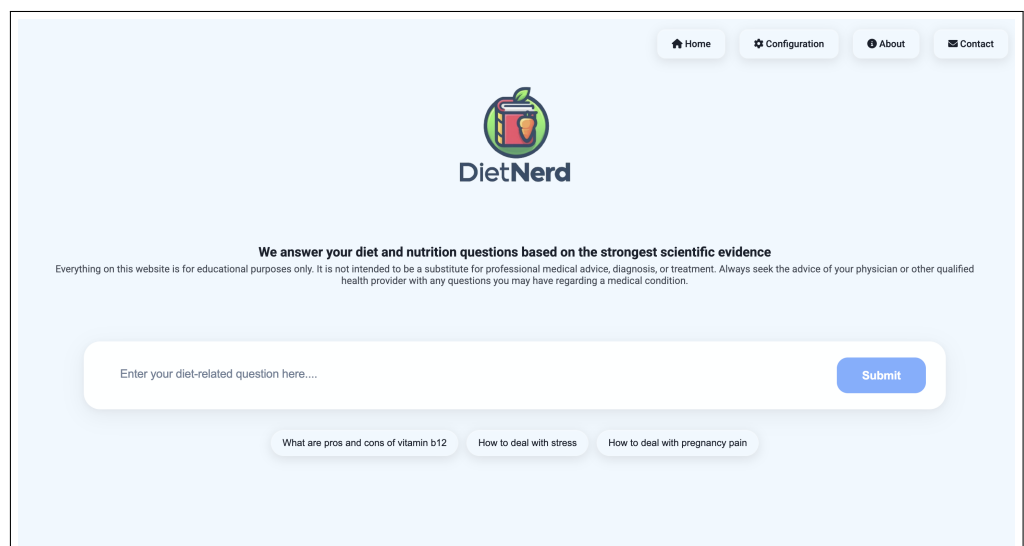 Home
Configuration
About
Contact
DietNerd
We answer your diet and nutrition questions based on the strongest scientific evidence
Everything on this website is for educational purposes only. It is not intended to be a substitute for professional medical advice, diagnosis, or treatment. Always seek the advice of your physician or other qualified
health provider with any questions you may have regarding a medical condition.
Enter your diet-related question here....
Submit
What are pros and cons of vitamin b12
How to deal with stress
How to deal with pregnancy pain